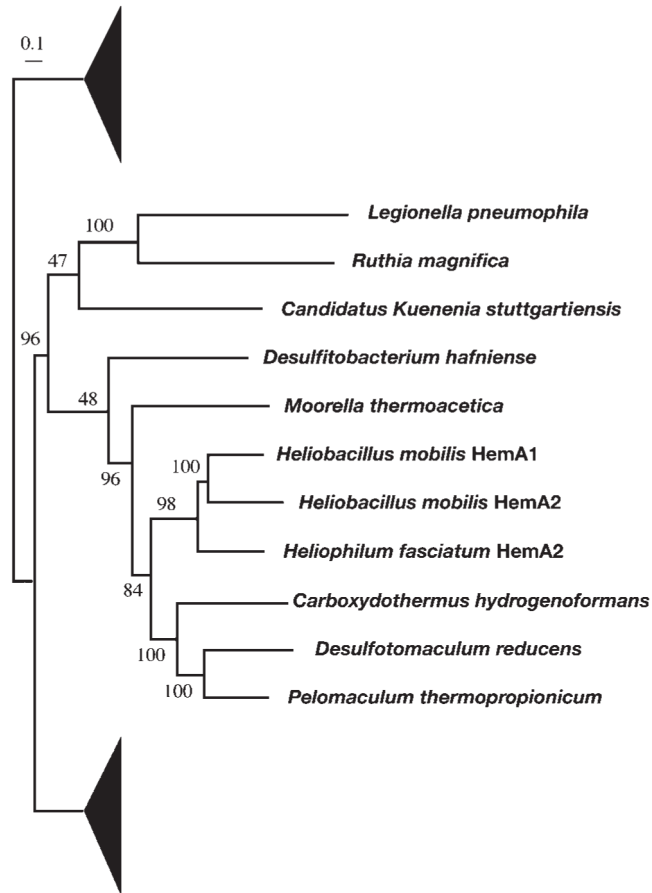 0.1
100
Legionella pneumophila
Ruthia magnifica
47
Candidatus Kuenenia stuttgartiensis
96
Desulfitobacterium hafniense
48
Moorella thermoacetica
96
Heliobacillus mobilis HemA1
100
Heliobacillus mobilis HemA2
98
Heliophilum fasciatum HemA2
84
Carboxydothermus hydrogenoformans
100
Desulfotomaculum reducens
100
Pelomaculum thermopropionicum